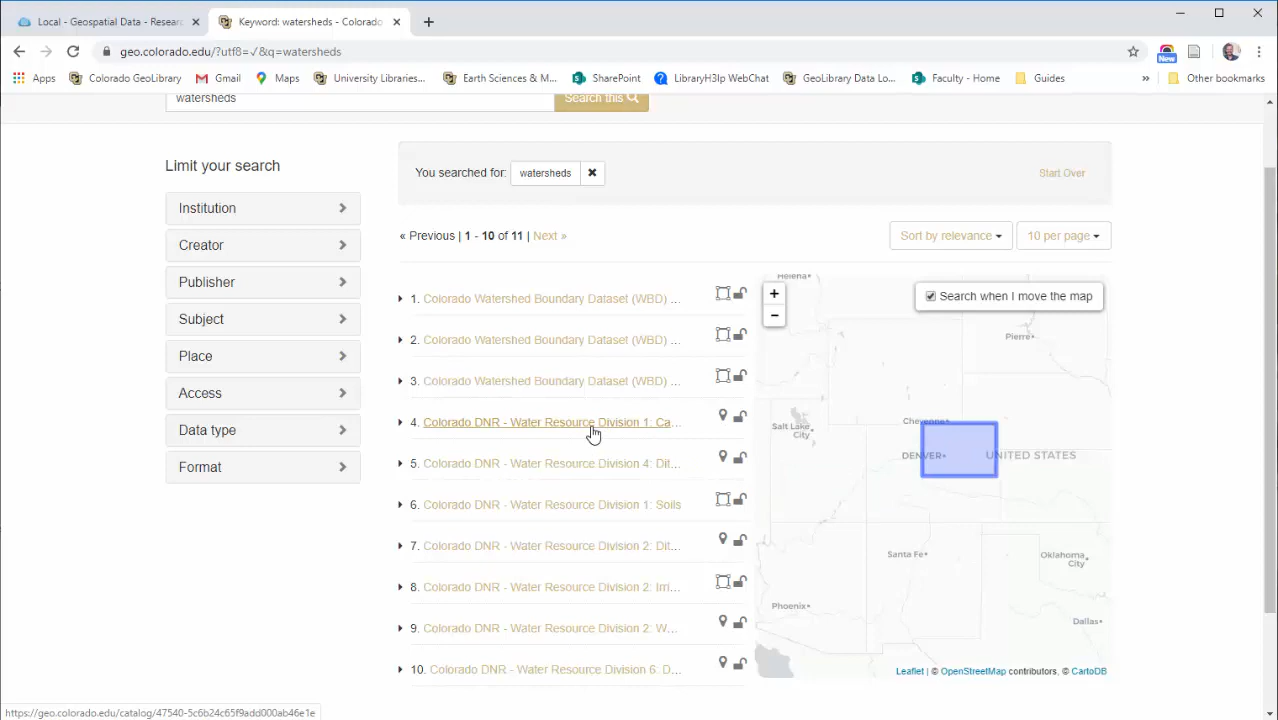 Local - Geospatial Data - Researc
Keyword: watersheds - Colorado
geo.colorado.edu/?utf8=✓&q=watersheds
New
Apps
Colorado GeoLibrary
Gmail
Maps
University Libraries...
Earth Sciences & M...
SharePoint
LibraryH3lp WebChat
GeoLibrary Data Lo...
Faculty - Home
Guides
»
Other bookmarks
watersheds
Search this
Limit your search
Institution
Creator
Publisher
Subject
Place
Access
Data type
Format
You searched for: watersheds ✖
Start Over
« Previous | 1 - 10 of 11 | Next »
Sort by relevance
10 per page
1. Colorado Watershed Boundary Dataset (WBD) ...
2. Colorado Watershed Boundary Dataset (WBD) ...
3. Colorado Watershed Boundary Dataset (WBD) ...
4. Colorado DNR - Water Resource Division 1: Ca...
5. Colorado DNR - Water Resource Division 4: Dit...
6. Colorado DNR - Water Resource Division 1: Soils
7. Colorado DNR - Water Resource Division 2: Dit...
8. Colorado DNR - Water Resource Division 2: Irri...
9. Colorado DNR - Water Resource Division 2: W...
10. Colorado DNR - Water Resource Division 6: D...
+
−
Search when I move the map
Helena
Pierre
Salt Lake
City
Cheyenne
DENVER
UNITED STATES
Santa Fe
Oklahoma
City
Phoenix
Dallas
Leaflet | © OpenStreetMap contributors, © CartoDB
https://geo.colorado.edu/catalog/47540-5c6b24c65f9add000ab46e1e